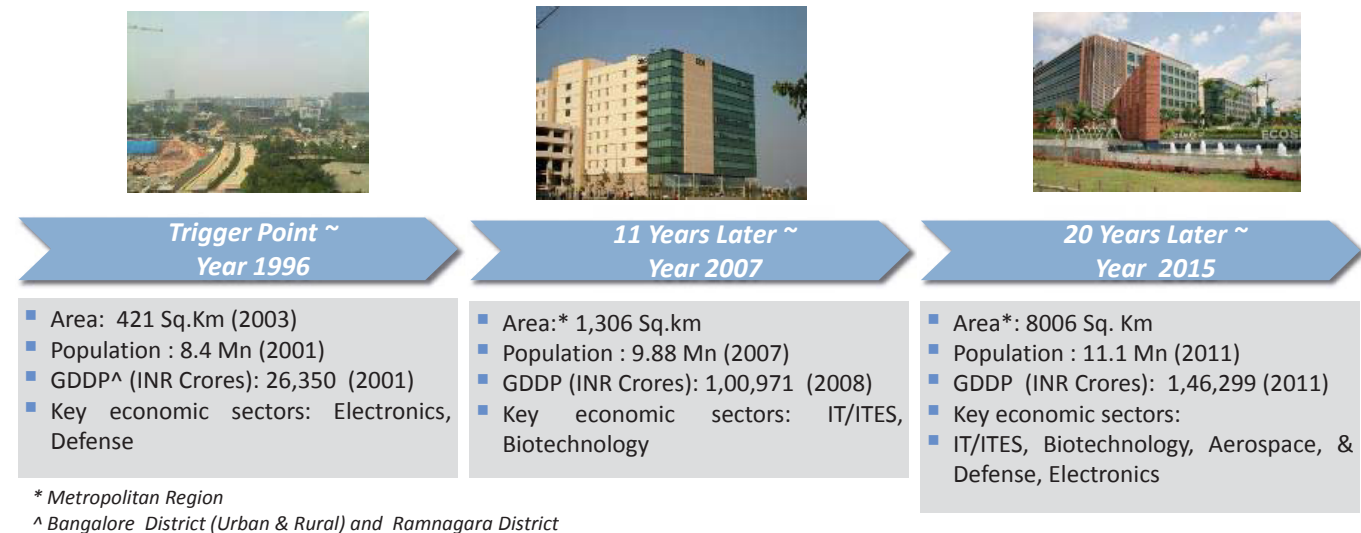 Trigger Point ~
Year 1996
11 Years Later ~
Year 2007
20 Years Later ~
Year 2015
Area: 421 Sq.Km (2003)
Population : 8.4 Mn (2001)
GDDP^ (INR Crores): 26,350 (2001)
Key economic sectors: Electronics,
Defense
Area:* 1,306 Sq.km
Population : 9.88 Mn (2007)
GDDP (INR Crores): 1,00,971 (2008)
Key economic sectors: IT/ITES,
Biotechnology
Area*: 8006 Sq. Km
Population : 11.1 Mn (2011)
GDDP (INR Crores): 1,46,299 (2011)
Key economic sectors:
IT/ITES, Biotechnology, Aerospace, &
Defense, Electronics
* Metropolitan Region
^ Bangalore District (Urban & Rural) and Ramnagara District